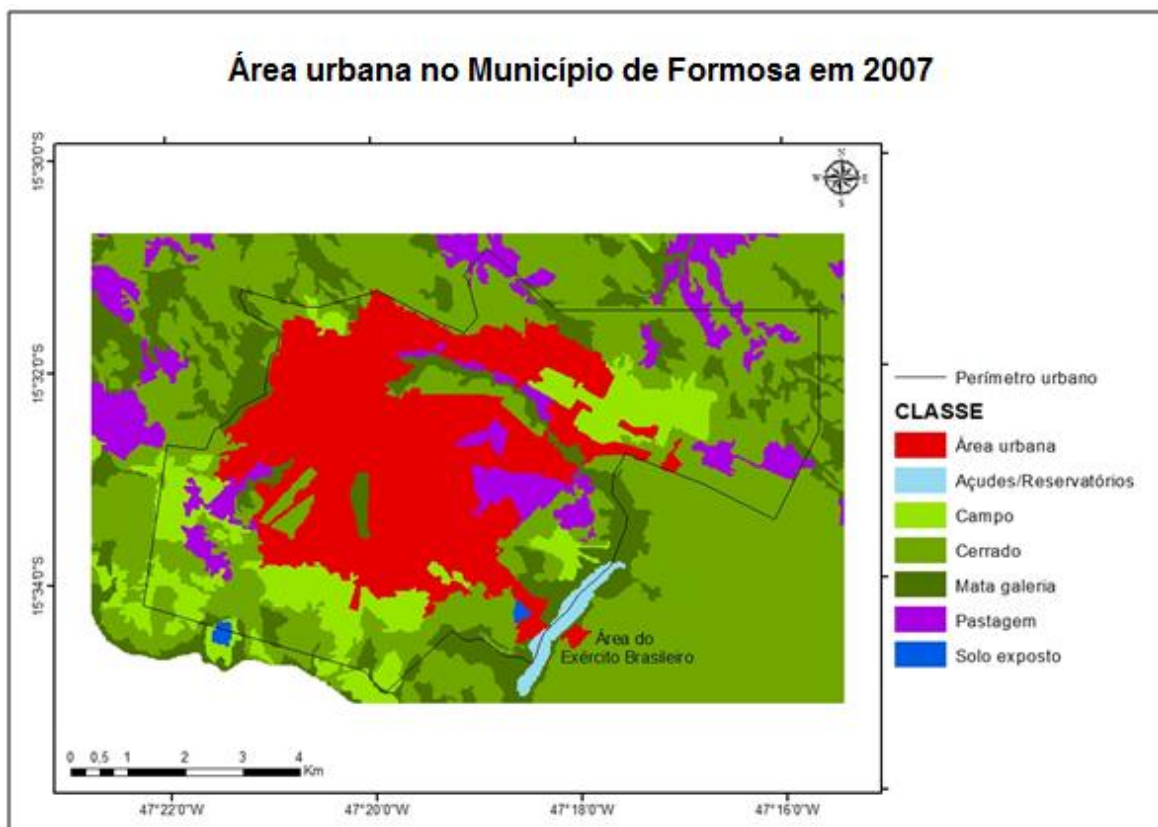 Área urbana no Município de Formosa em 2007
N
W E
S
15°30'0"S
15°32'0"S
15°34'0"S
Perímetro urbano
CLASSE
Área urbana
Açudes/Reservatórios
Campo
Cerrado
Mata galeria
Pastagem
Solo exposto
Área do
Exército Brasileiro
0 0,5 1 2 3 4
Km
47°22'0"W 47°20'0"W 47°18'0"W 47°16'0"W